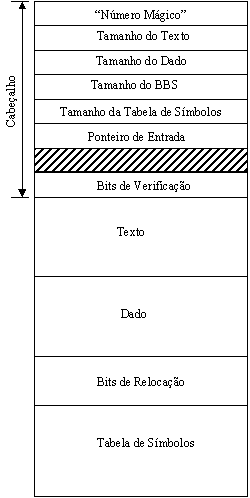 Cabeçalho
“Número Mágico”
Tamanho do Texto
Tamanho do Dado
Tamanho do BBS
Tamanho da Tabela de Símbolos
Ponteiro de Entrada
Bits de Verificação
Texto
Dado
Bits de Relocação
Tabela de Símbolos